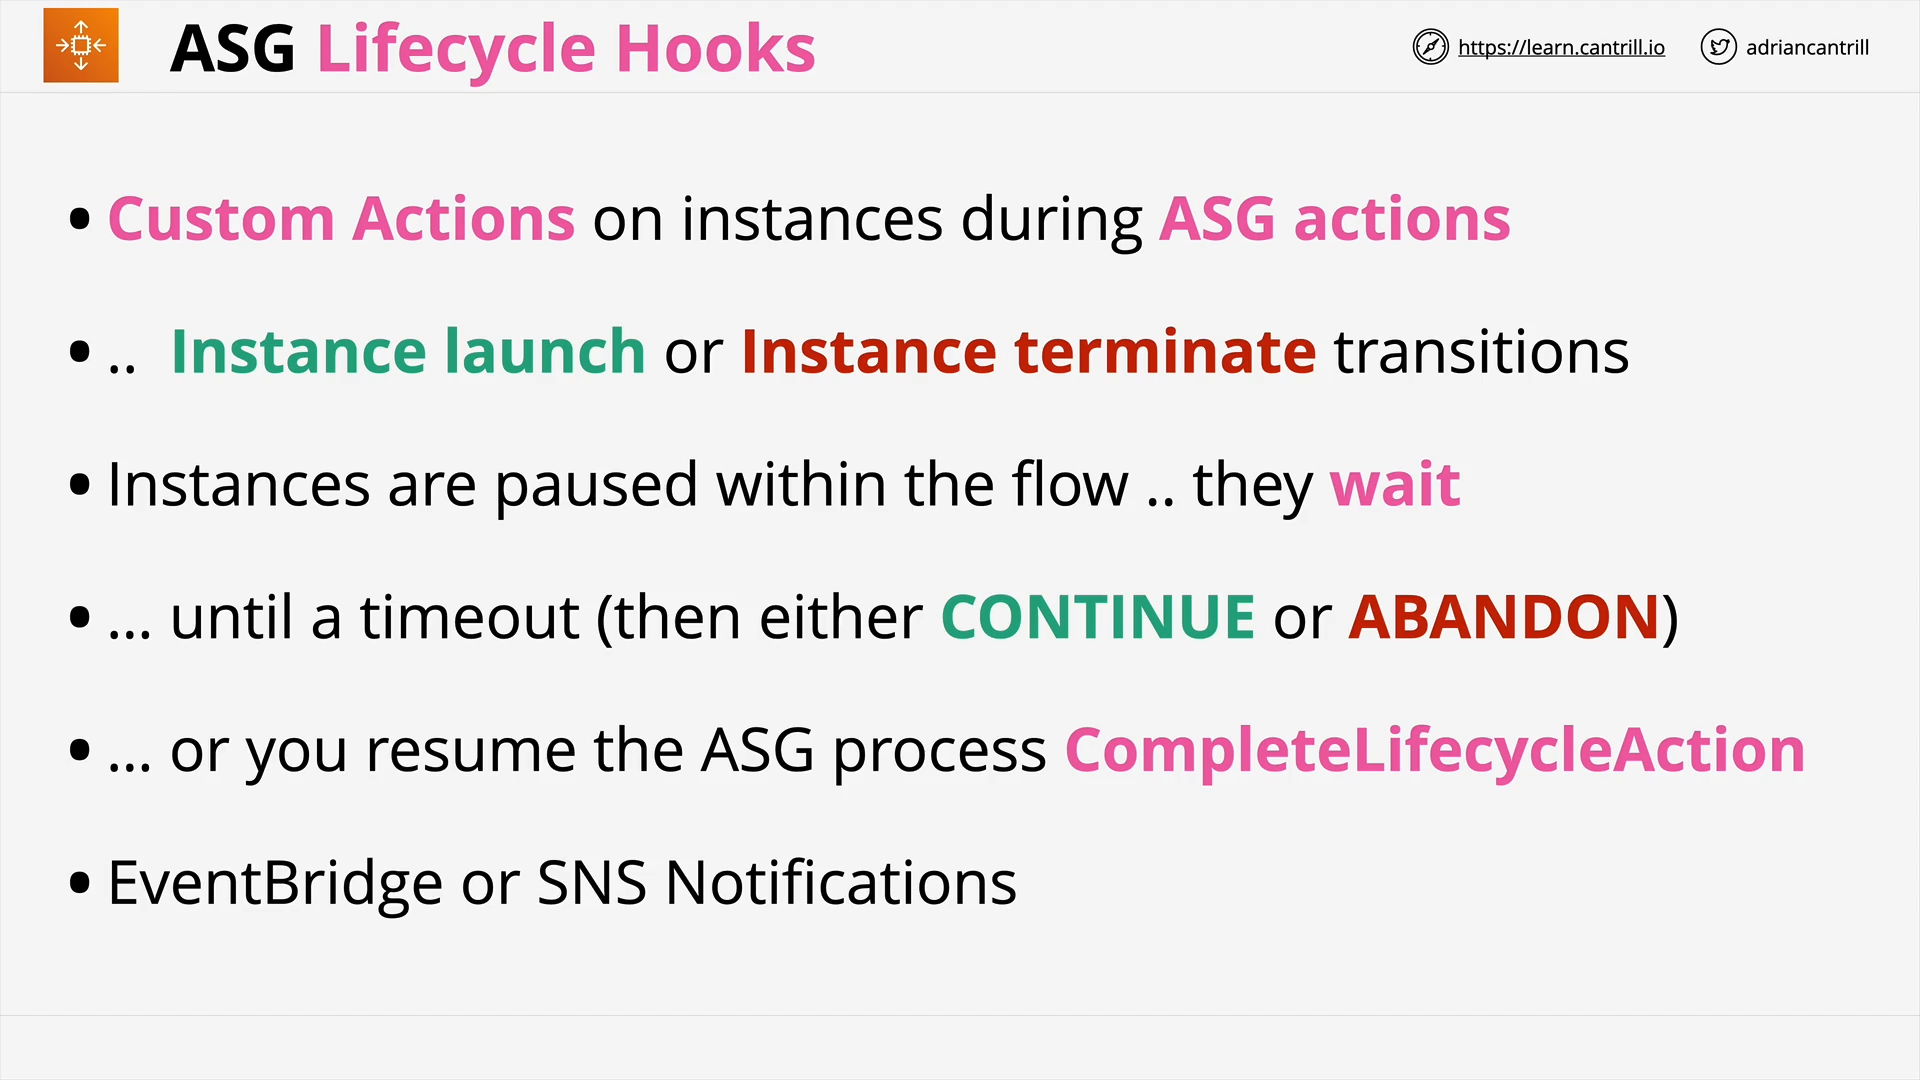 ASG Lifecycle Hooks
https://learn.cantrill.io
adriancantrill
• Custom Actions on instances during ASG actions
• .. Instance launch or Instance terminate transitions
• Instances are paused within the flow .. they wait
• ... until a timeout (then either CONTINUE or ABANDON)
• ... or you resume the ASG process CompleteLifecycleAction
• EventBridge or SNS Notifications